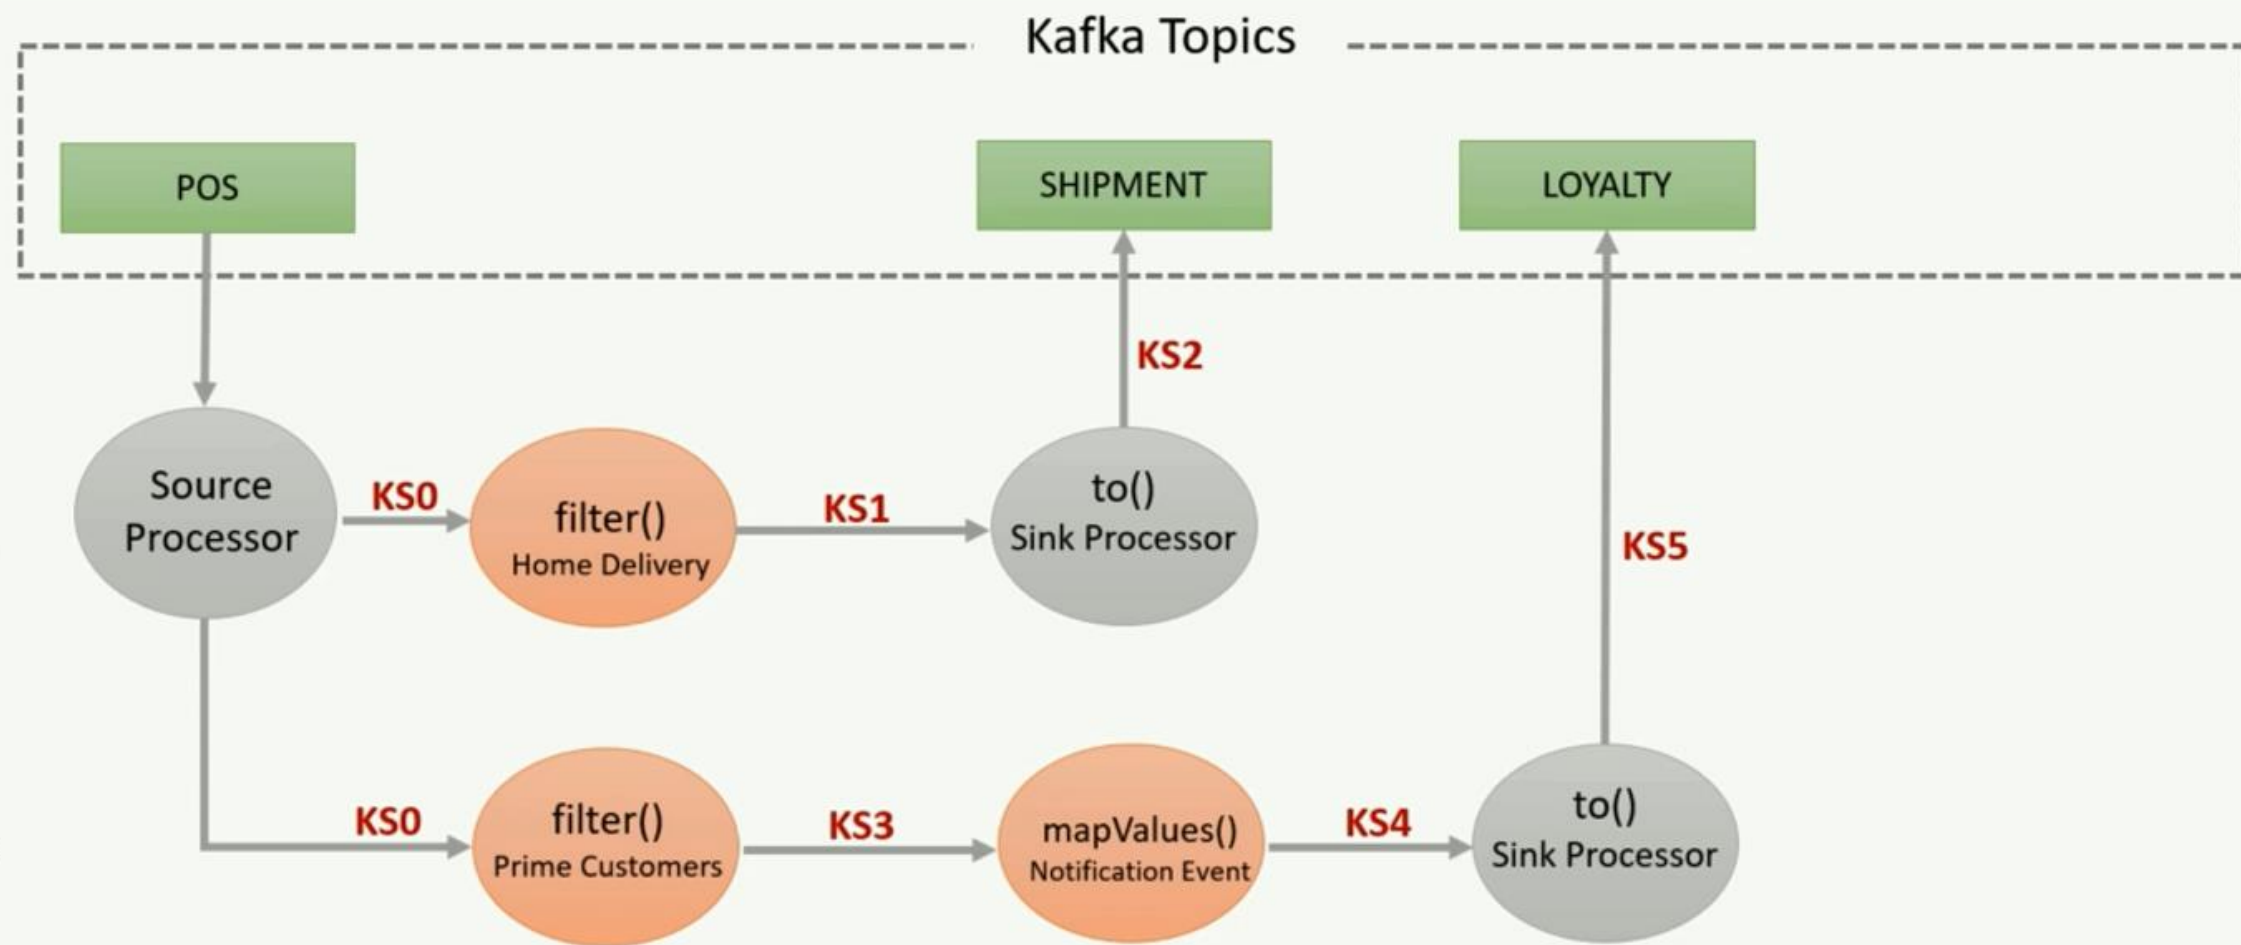 Kafka Topics
POS
SHIPMENT
LOYALTY
KS2
Source
Processor
KS0
filter()
Home Delivery
KS1
to()
Sink Processor
KS5
KS0
filter()
Prime Customers
KS3
mapValues()
Notification Event
KS4
to()
Sink Processor